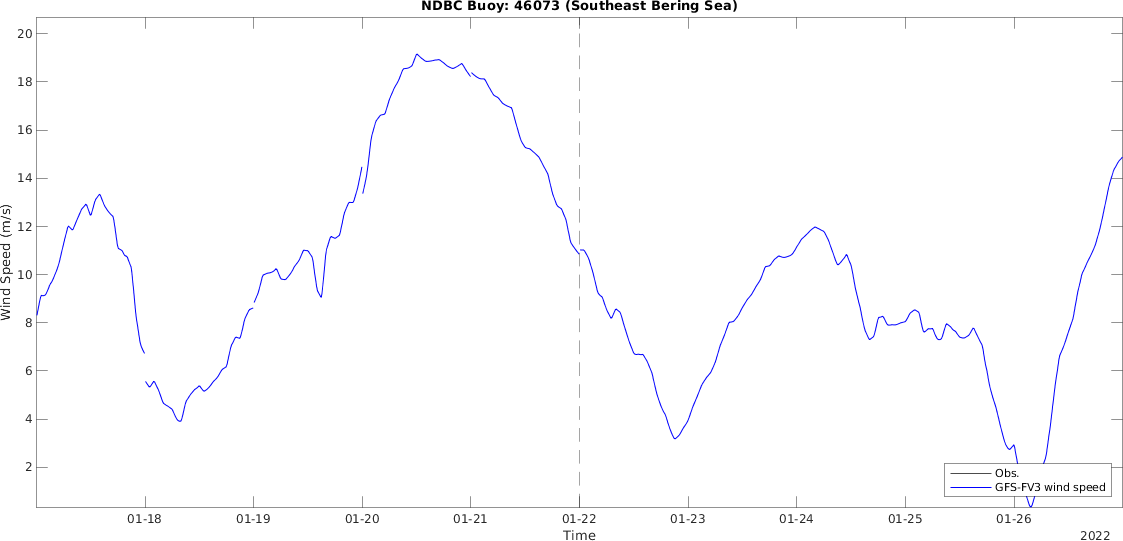 NDBC Buoy: 46073 (Southeast Bering Sea)
20
18
16
14
12
10
8
6
4
2
Wind Speed (m/s)
Obs.
GFS-FV3 wind speed
01-18 01-19 01-20 01-21 01-22 01-23 01-24 01-25 01-26
Time
2022